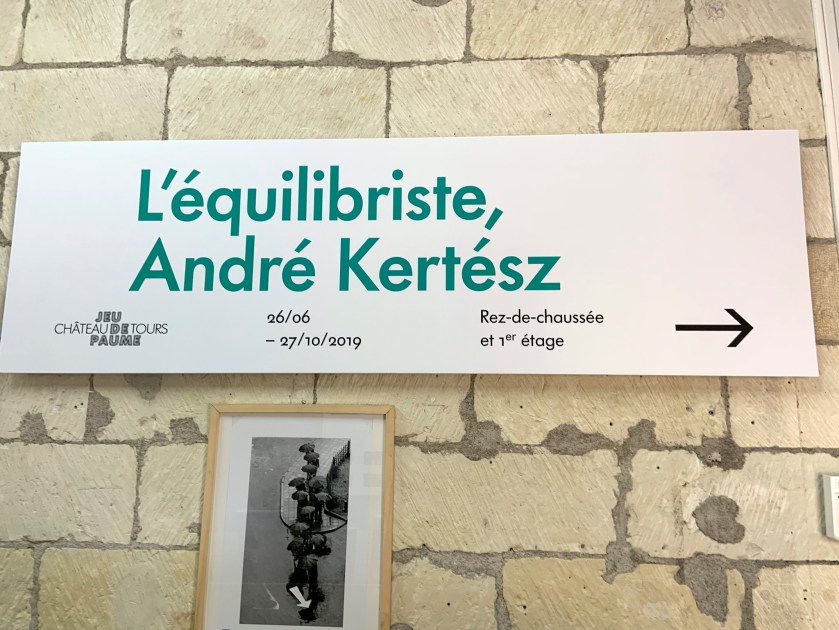 L'équilibriste,
André Kertész
JEU
CHÂTEAU DE TOURS
PAUME
26/06
– 27/10/2019
Rez-de-chaussée
et 1er étage